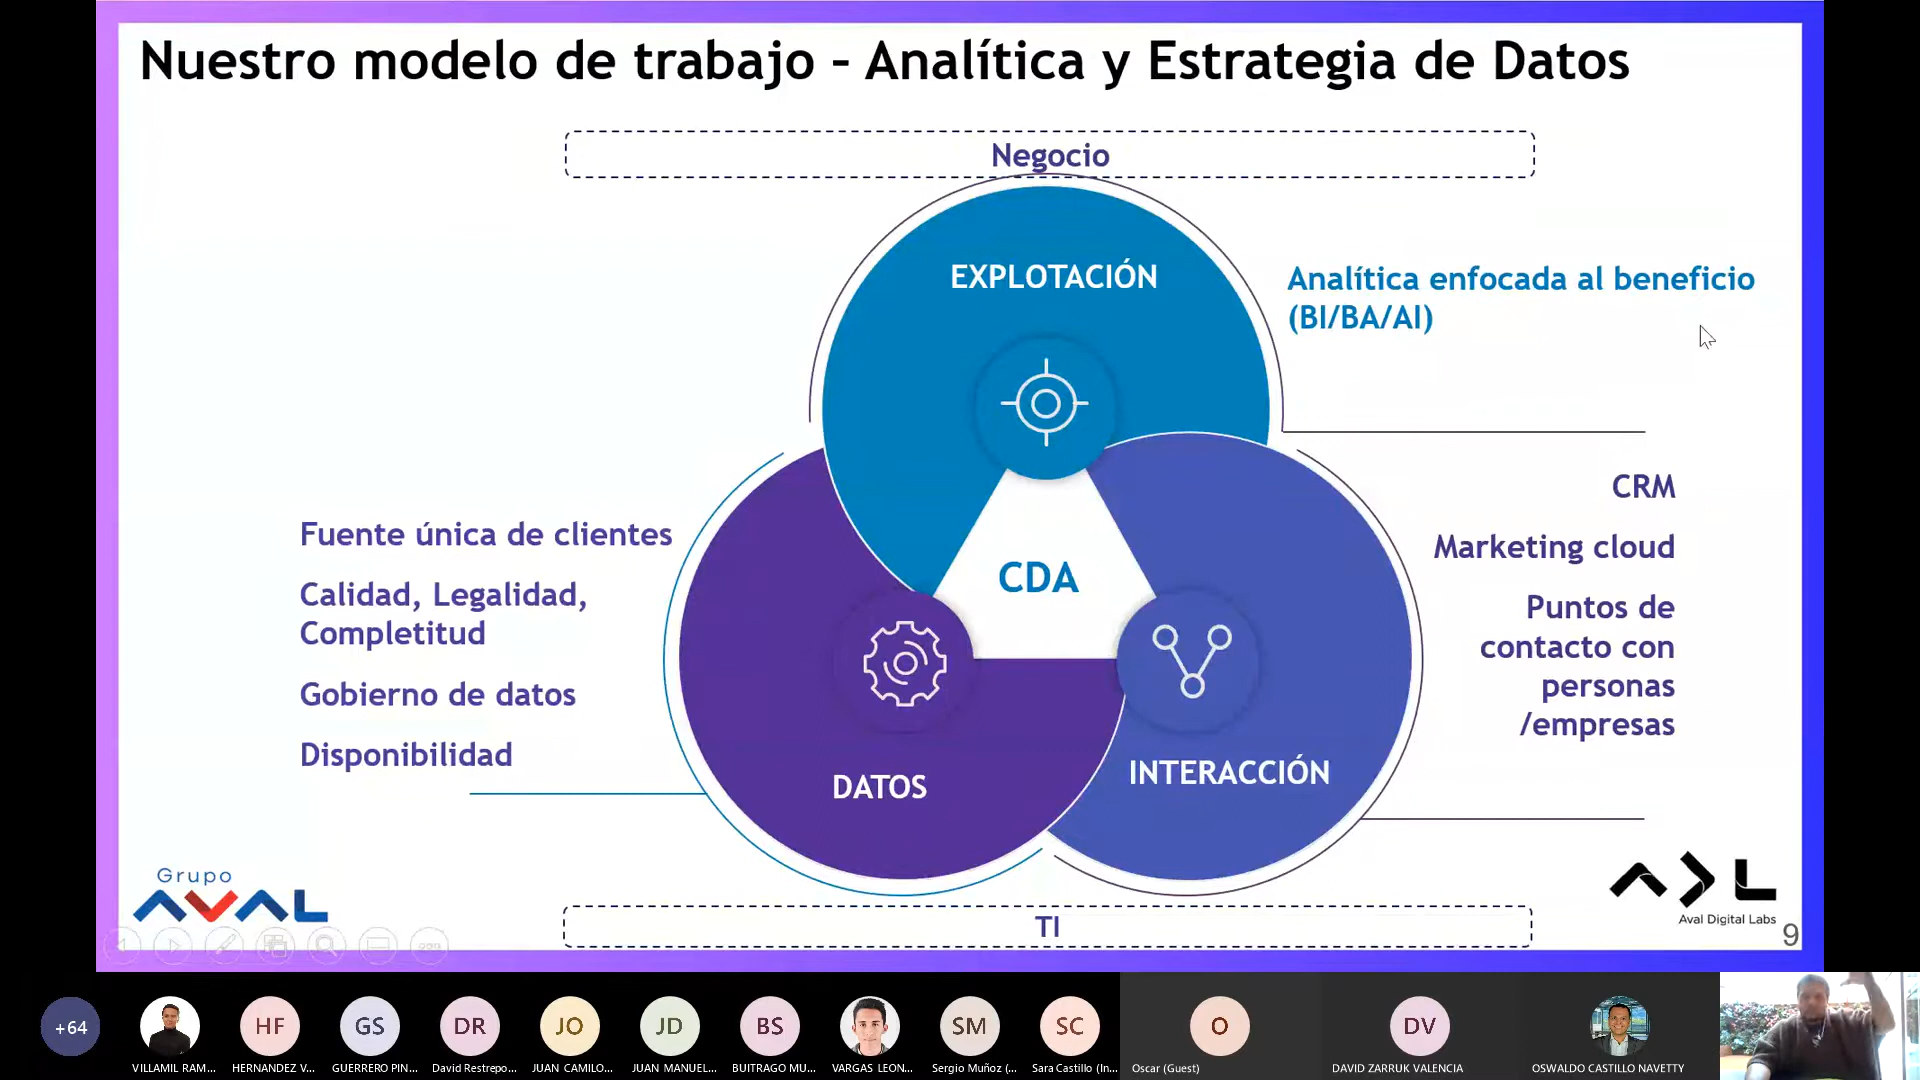 Nuestro modelo de trabajo – Analítica y Estrategia de Datos
Negocio
EXPLOTACIÓN
Analítica enfocada al beneficio
(BI/BA/AI)
CRM
Marketing cloud
Puntos de
contacto con
personas
/empresas
Fuente única de clientes
Calidad, Legalidad,
Completitud
Gobierno de datos
Disponibilidad
CDA
DATOS
INTERACCIÓN
Grupo
AVAL
ADL
Aval Digital Labs
TI
9
+64
HF
GS
DR
JO
JD
BS
SM
SC
O
DV
VILLAMIL RAM...
HERNANDEZ V...
GUERRERO PIN...
David Restrepo...
JUAN CAMILO...
JUAN MANUEL...
BUITRAGO MU...
VARGAS LEON...
Sergio Muñoz (...
Sara Castillo (In...
Oscar (Guest)
DAVID ZARRUK VALENCIA
OSWALDO CASTILLO NAVETTY